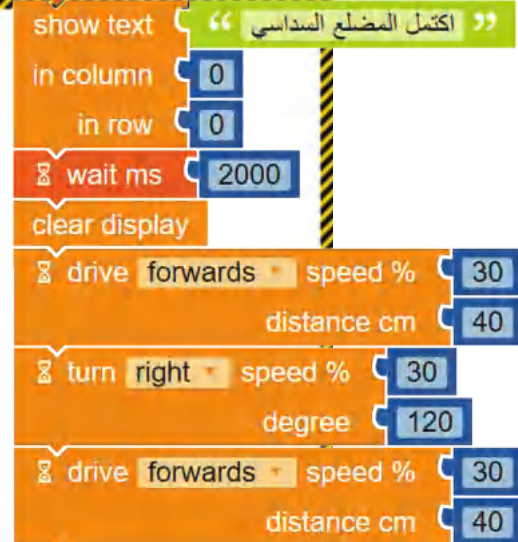 show text “ اكتمل المضلع السداسي ”
in column 0
in row 0
wait ms 2000
clear display
drive forwards speed % 30
distance cm 40
turn right speed % 30
degree 120
drive forwards speed % 30
distance cm 40